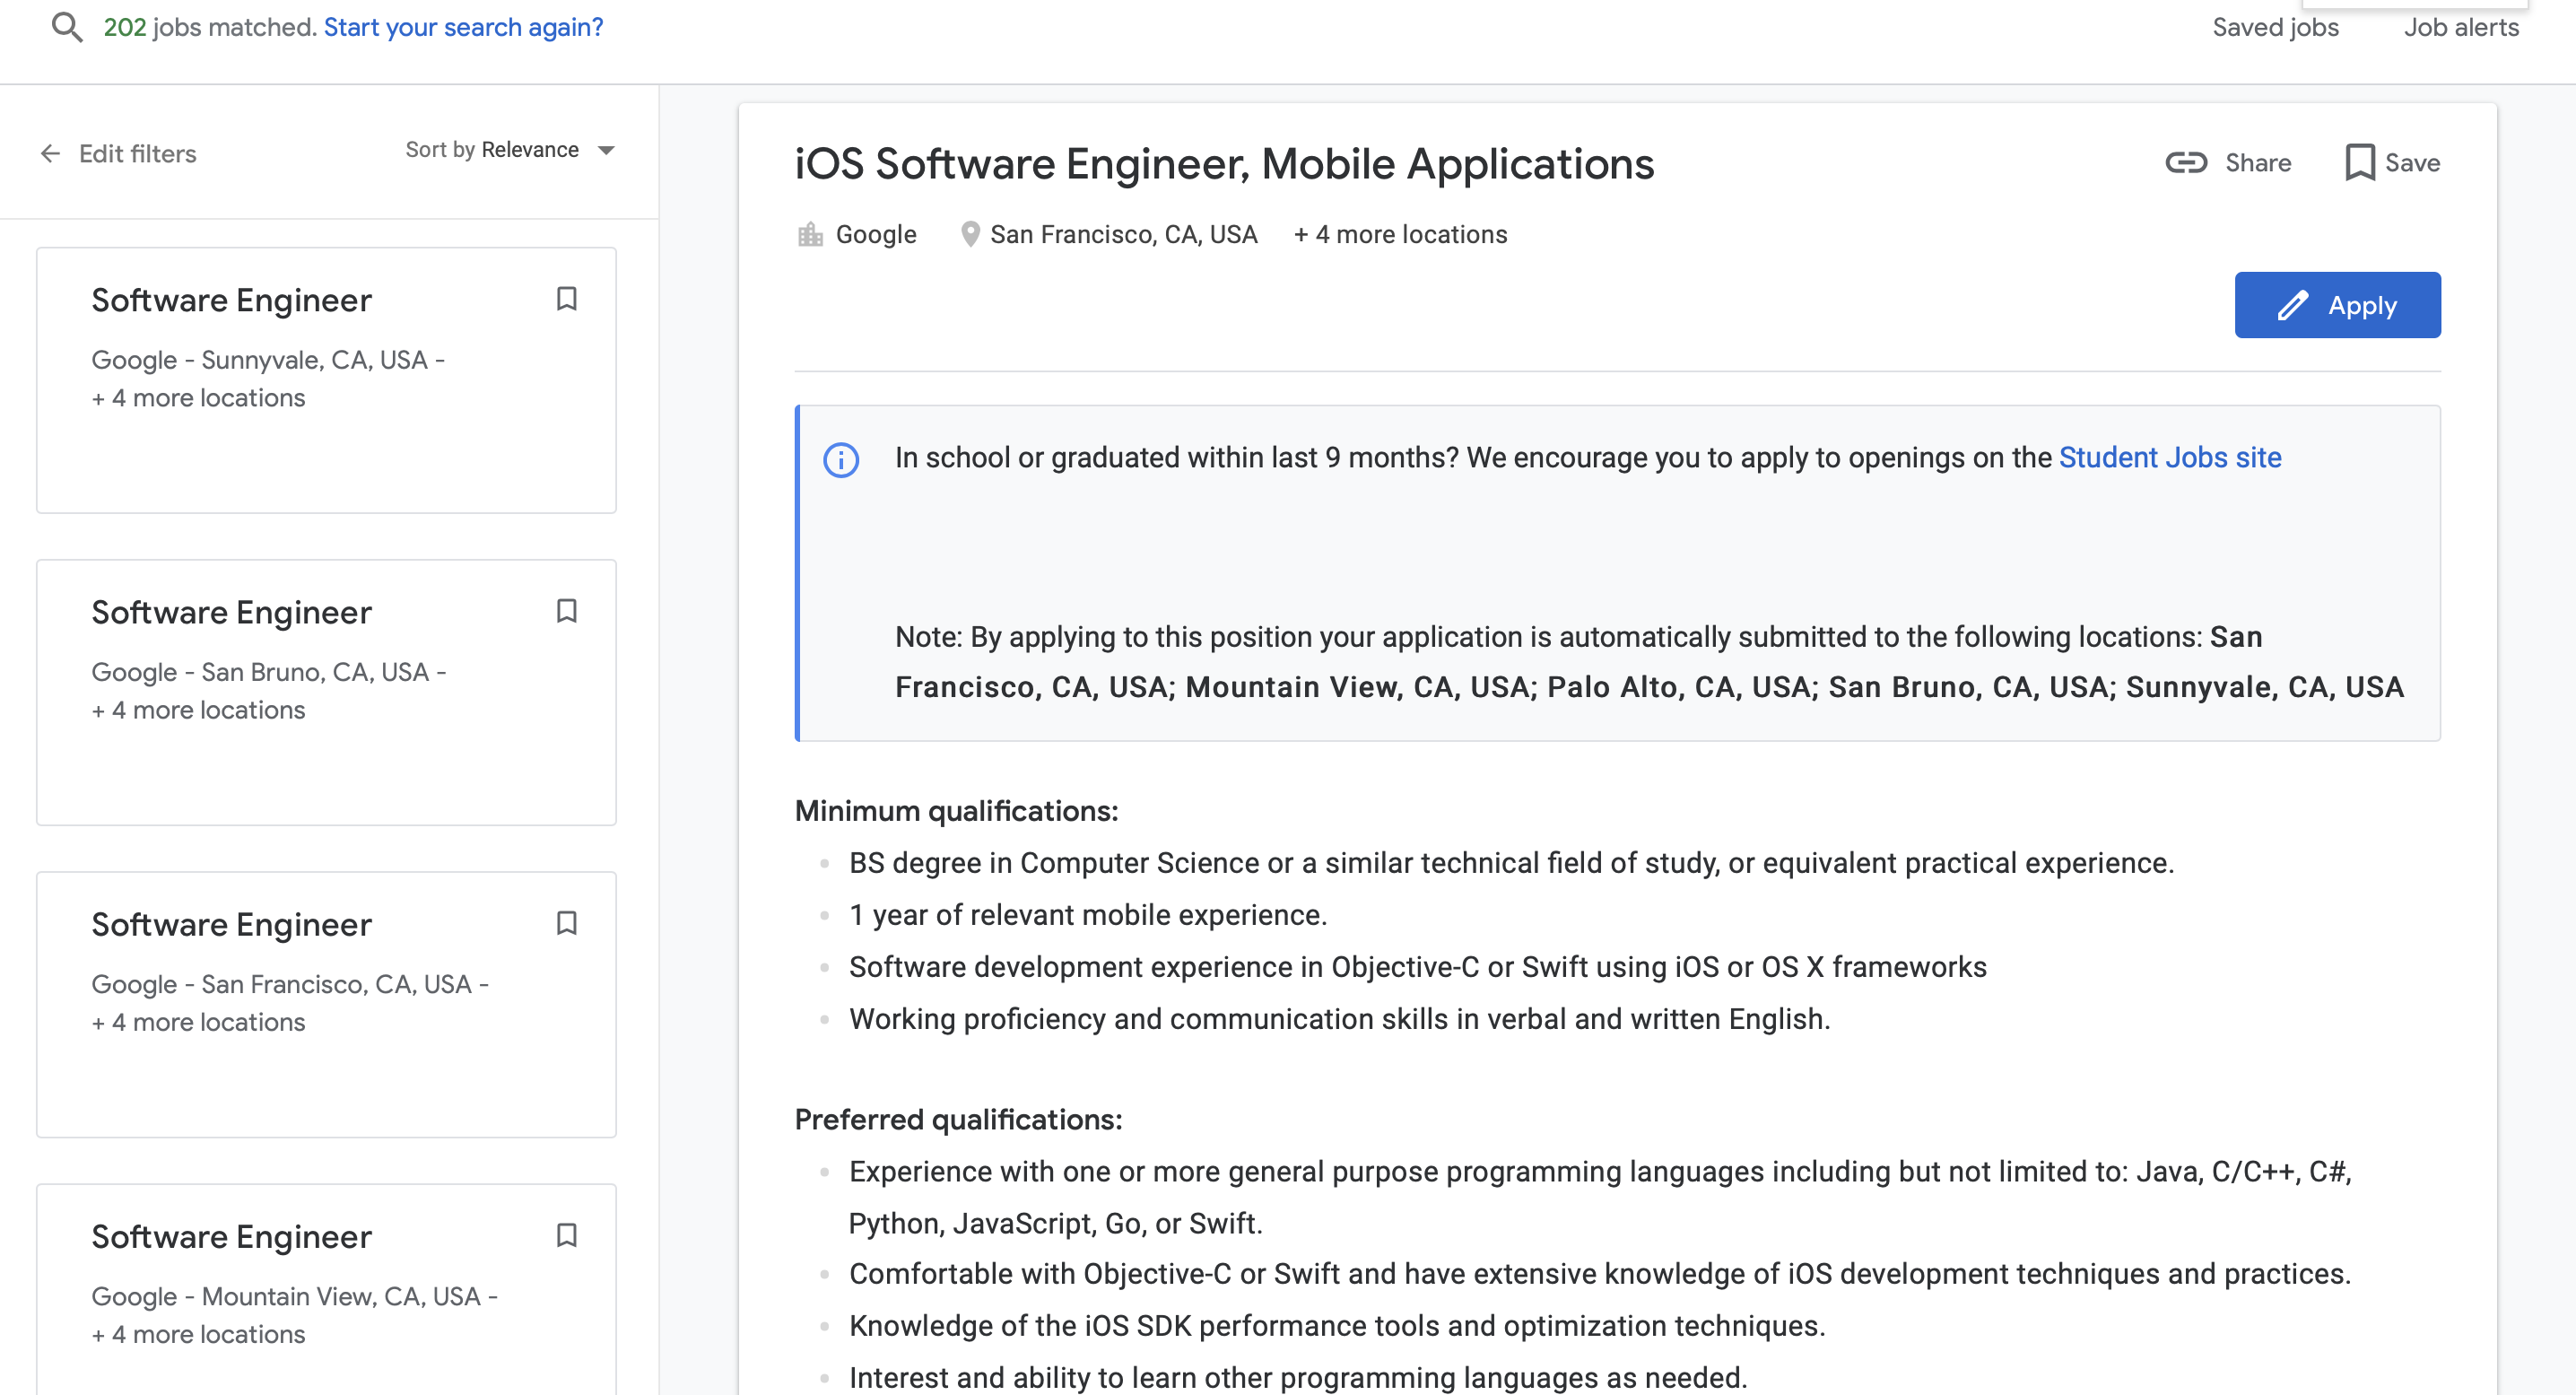 202 jobs matched. Start your search again?
Saved jobs
Job alerts
Edit filters
Sort by Relevance
Software Engineer
Google - Sunnyvale, CA, USA -
+ 4 more locations
Software Engineer
Google - San Bruno, CA, USA -
+ 4 more locations
Software Engineer
Google - San Francisco, CA, USA -
+ 4 more locations
Software Engineer
Google - Mountain View, CA, USA -
+ 4 more locations
iOS Software Engineer, Mobile Applications
Share
Save
Google
San Francisco, CA, USA
+ 4 more locations
Apply
In school or graduated within last 9 months? We encourage you to apply to openings on the Student Jobs site
Note: By applying to this position your application is automatically submitted to the following locations: San
Francisco, CA, USA; Mountain View, CA, USA; Palo Alto, CA, USA; San Bruno, CA, USA; Sunnyvale, CA, USA
Minimum qualifications:
BS degree in Computer Science or a similar technical field of study, or equivalent practical experience.
1 year of relevant mobile experience.
Software development experience in Objective-C or Swift using iOS or OS X frameworks
Working proficiency and communication skills in verbal and written English.
Preferred qualifications:
Experience with one or more general purpose programming languages including but not limited to: Java, C/C++, C#,
Python, JavaScript, Go, or Swift.
Comfortable with Objective-C or Swift and have extensive knowledge of iOS development techniques and practices.
Knowledge of the iOS SDK performance tools and optimization techniques.
Interest and ability to learn other programming languages as needed.